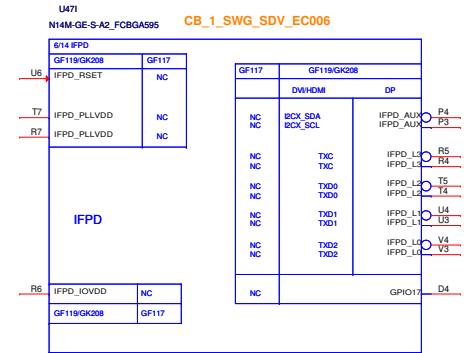 U47I
N14M-GE-S-A2_FCBGA595 CB_1_SWG_SDV_EC006
6/14 IFPD
GF119/GK208 GF117
U6 IFPD_RSET NC
GF117 GF119/GK208
DVI/HDMI DP
T7 IFPD_PLLVDD NC
R7 IFPD_PLLVDD NC
NC I2CX_SDA IFPD_AUX P4
NC I2CX_SCL IFPD_AUX P3
NC TXC IFPD_L3 R5
NC TXC IFPD_L3 R4
NC TXD0 IFPD_L2 T5
NC TXD0 IFPD_L2 T4
NC TXD1 IFPD_L1 U4
NC TXD1 IFPD_L1 U3
IFPD
NC TXD2 IFPD_L0 V4
NC TXD2 IFPD_L0 V3
R6 IFPD_IOVDD NC
NC GPIO17 D4
GF119/GK208 GF117